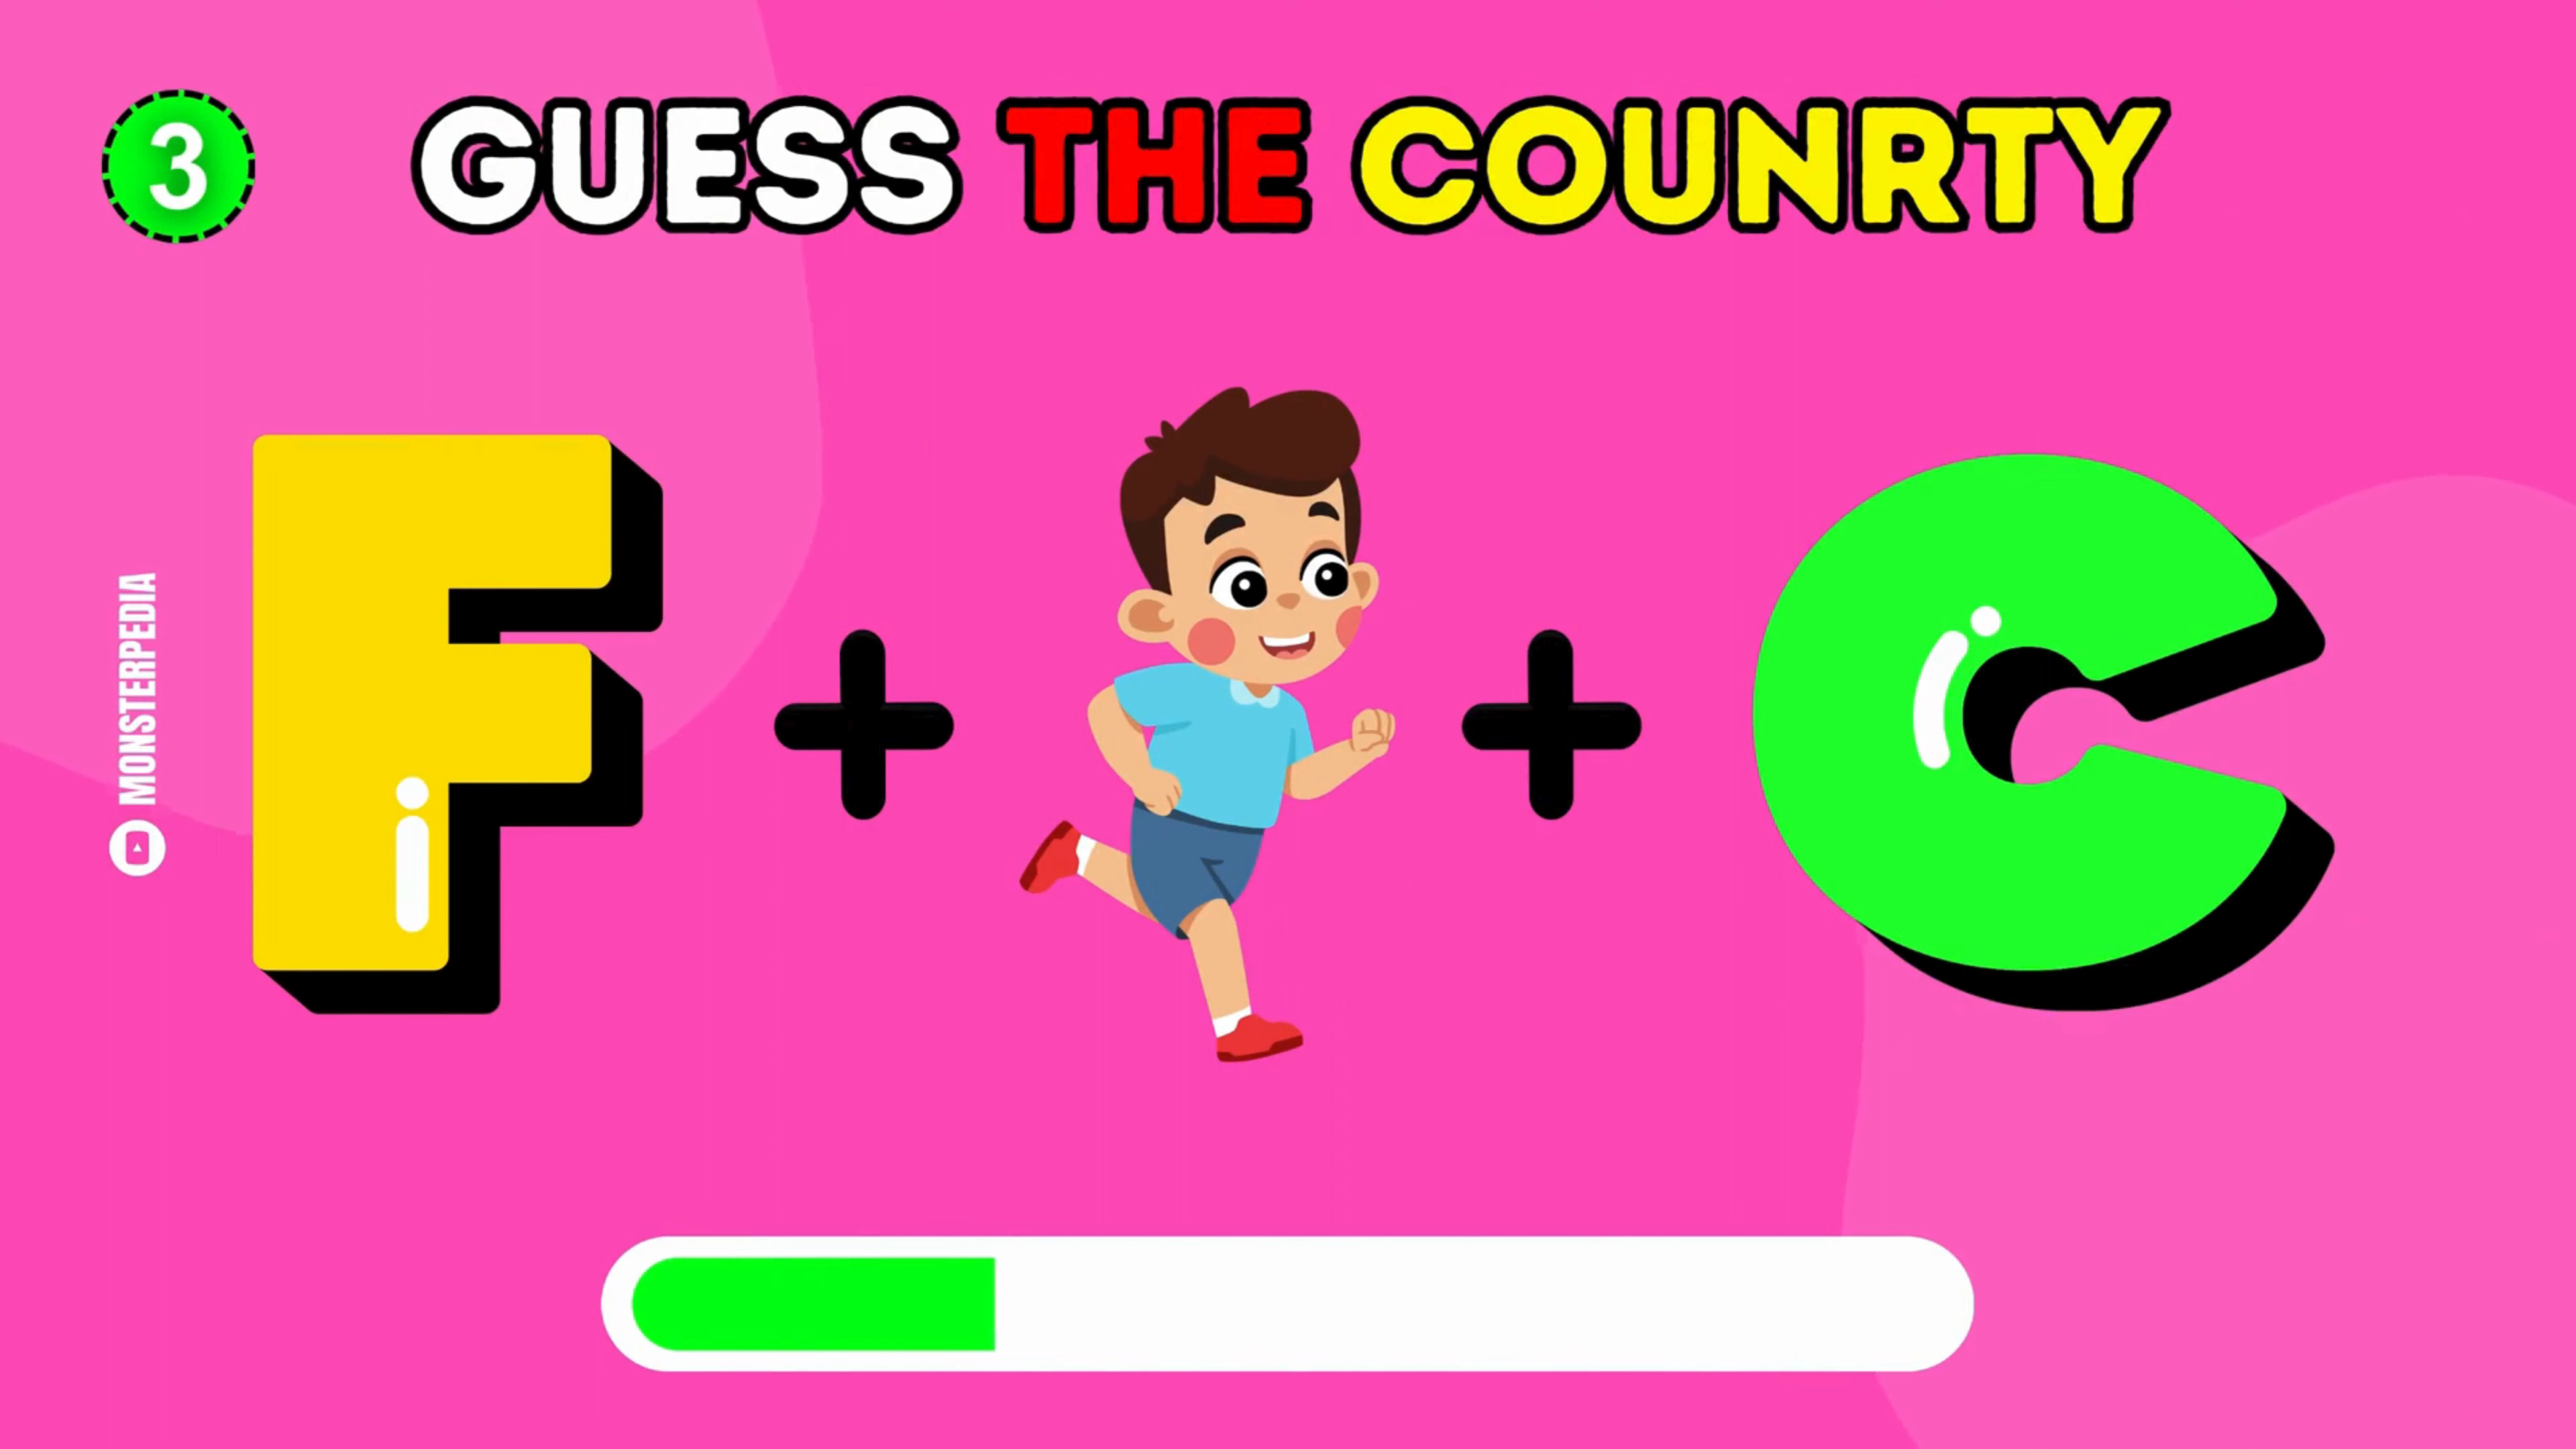 3
GUESS THE COUNRTY
F + + C
MONSTERPEDIA